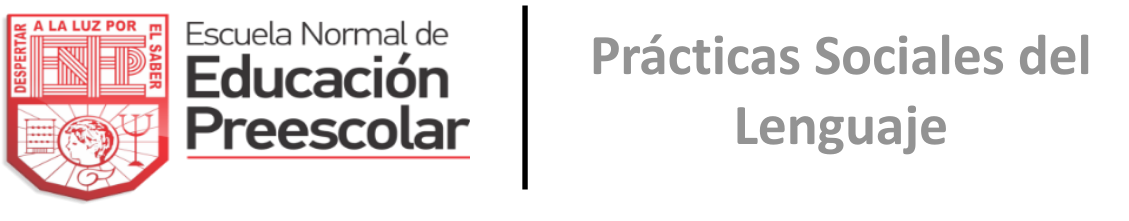 DESPERTAR
A LA LUZ POR
EL SABER
ENEP
Escuela Normal de
Educación
Preescolar
Prácticas Sociales del
Lenguaje